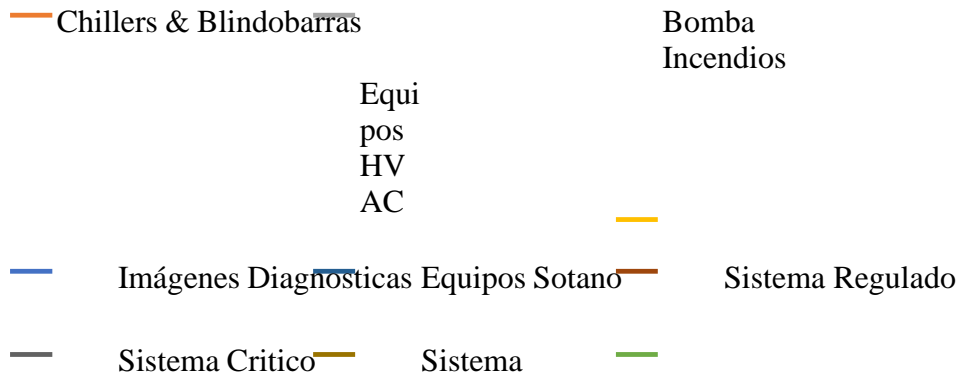 Chillers & Blindobarras
Bomba
Incendios
Equi
pos
HV
AC
Imágenes Diagnosticas Equipos Sotano
Sistema Regulado
Sistema Critico
Sistema